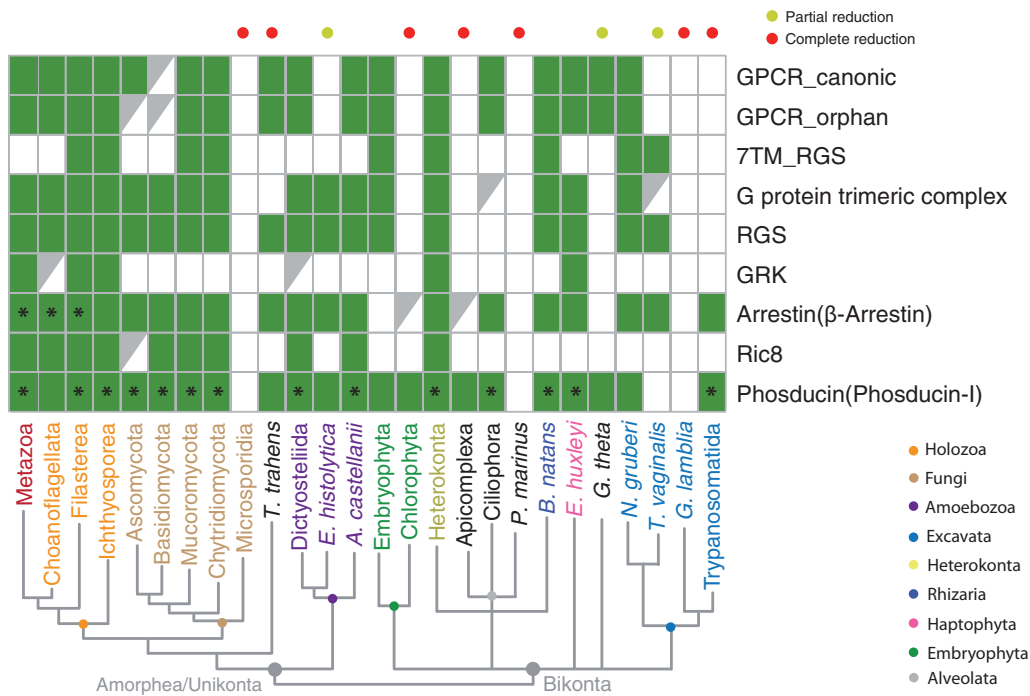 Partial reduction
Complete reduction
GPCR_canonic
GPCR_orphan
7TM_RGS
G protein trimeric complex
RGS
GRK
Arrestin(β-Arrestin)
Ric8
Phosducin(Phosducin-I)
* * *
* * * * * * * * * * * * * *
Metazoa
Choanoflagellata
Filasterea
Ichthyosporea
Ascomycota
Basidiomycota
Mucoromycota
Chytridiomycota
Microsporidia
T. trahens
Dictyosteliida
E. histolytica
A. castellanii
Embryophyta
Chlorophyta
Heterokonta
Apicomplexa
Ciliophora
P. marinus
B. natans
E. huxleyi
G. theta
N. gruberi
T. vaginalis
G. lamblia
Trypanosomatida
Holozoa
Fungi
Amoebozoa
Excavata
Heterokonta
Rhizaria
Haptophyta
Embryophyta
Alveolata
Amorphea/Unikonta
Bikonta